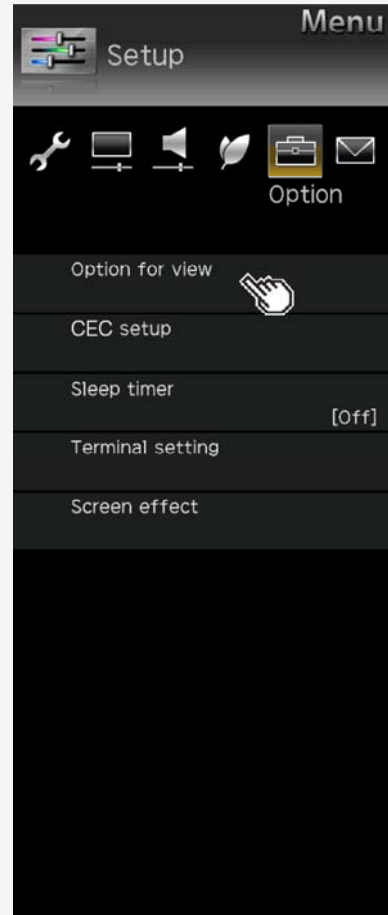 Menu
Setup
Option
Option for view
CEC setup
Sleep timer
[Off]
Terminal setting
Screen effect